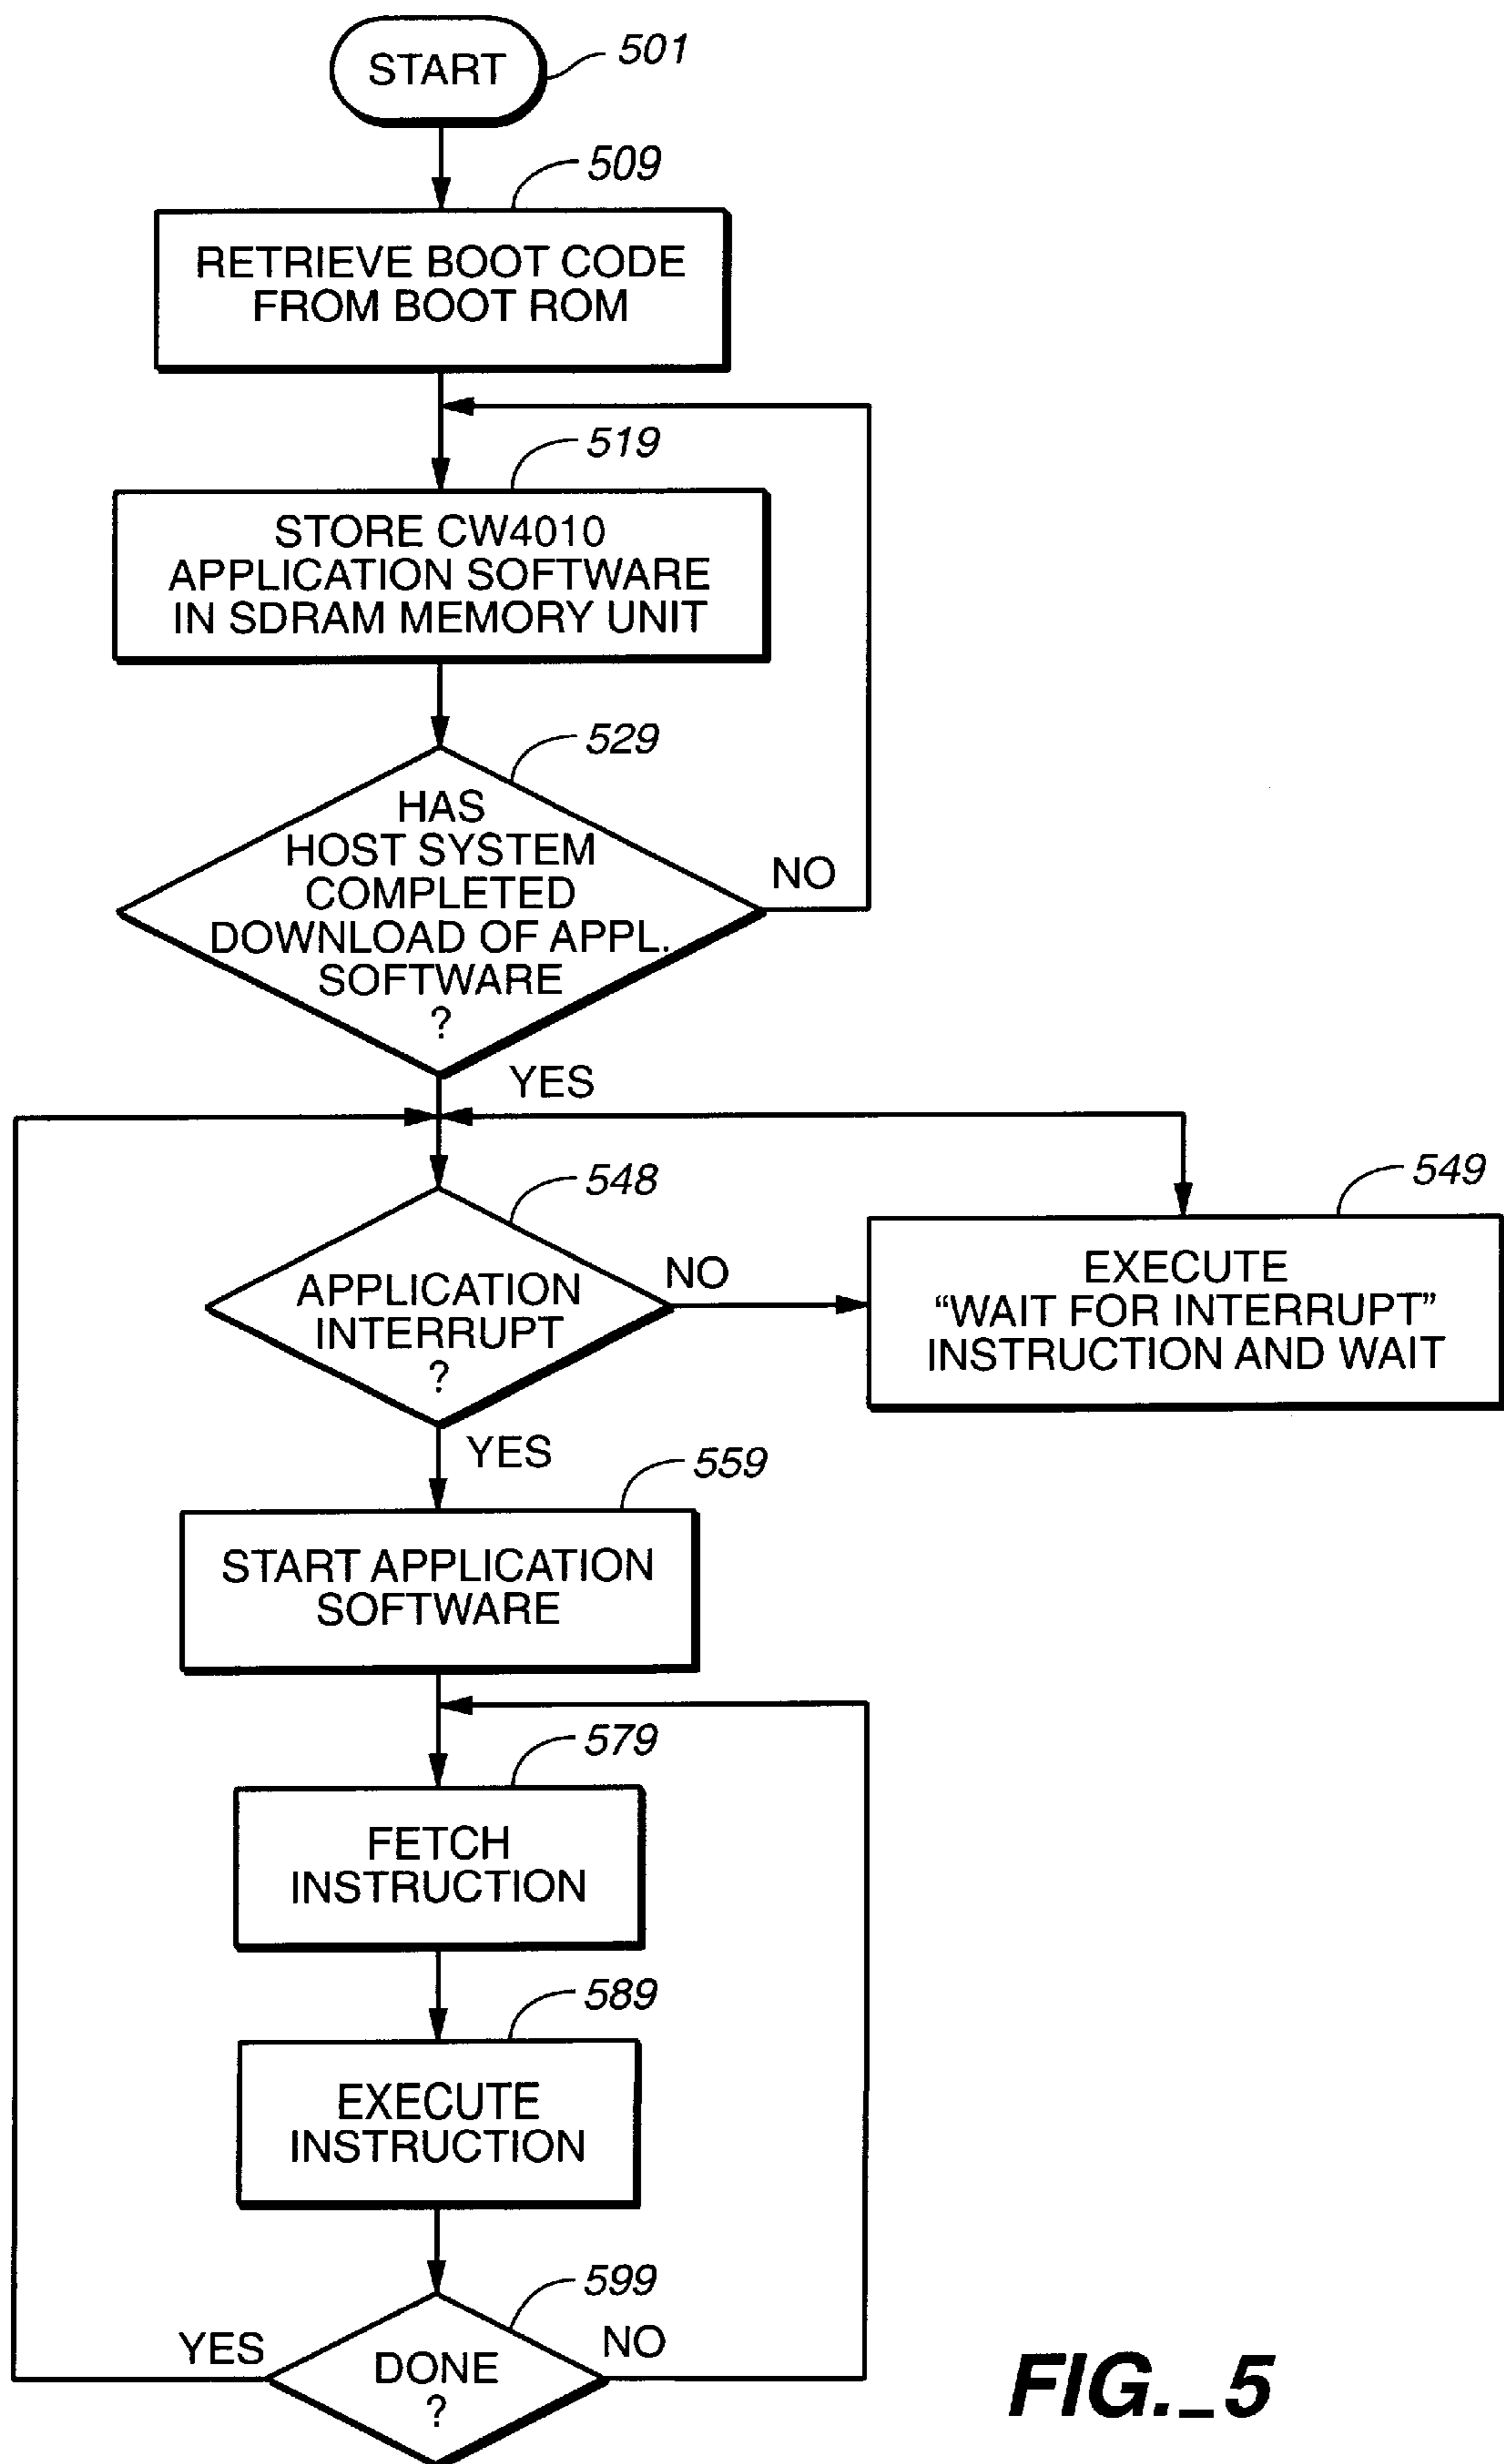 START
501
509
RETRIEVE BOOT CODE
FROM BOOT ROM
519
STORE CW4010
APPLICATION SOFTWARE
IN SDRAM MEMORY UNIT
529
HAS
HOST SYSTEM
COMPLETED
DOWNLOAD OF APPL.
SOFTWARE
?
NO
YES
548
APPLICATION
INTERRUPT
?
NO
549
EXECUTE
“WAIT FOR INTERRUPT”
INSTRUCTION AND WAIT
YES
559
START APPLICATION
SOFTWARE
579
FETCH
INSTRUCTION
589
EXECUTE
INSTRUCTION
599
YES
DONE
?
NO
FIG._5